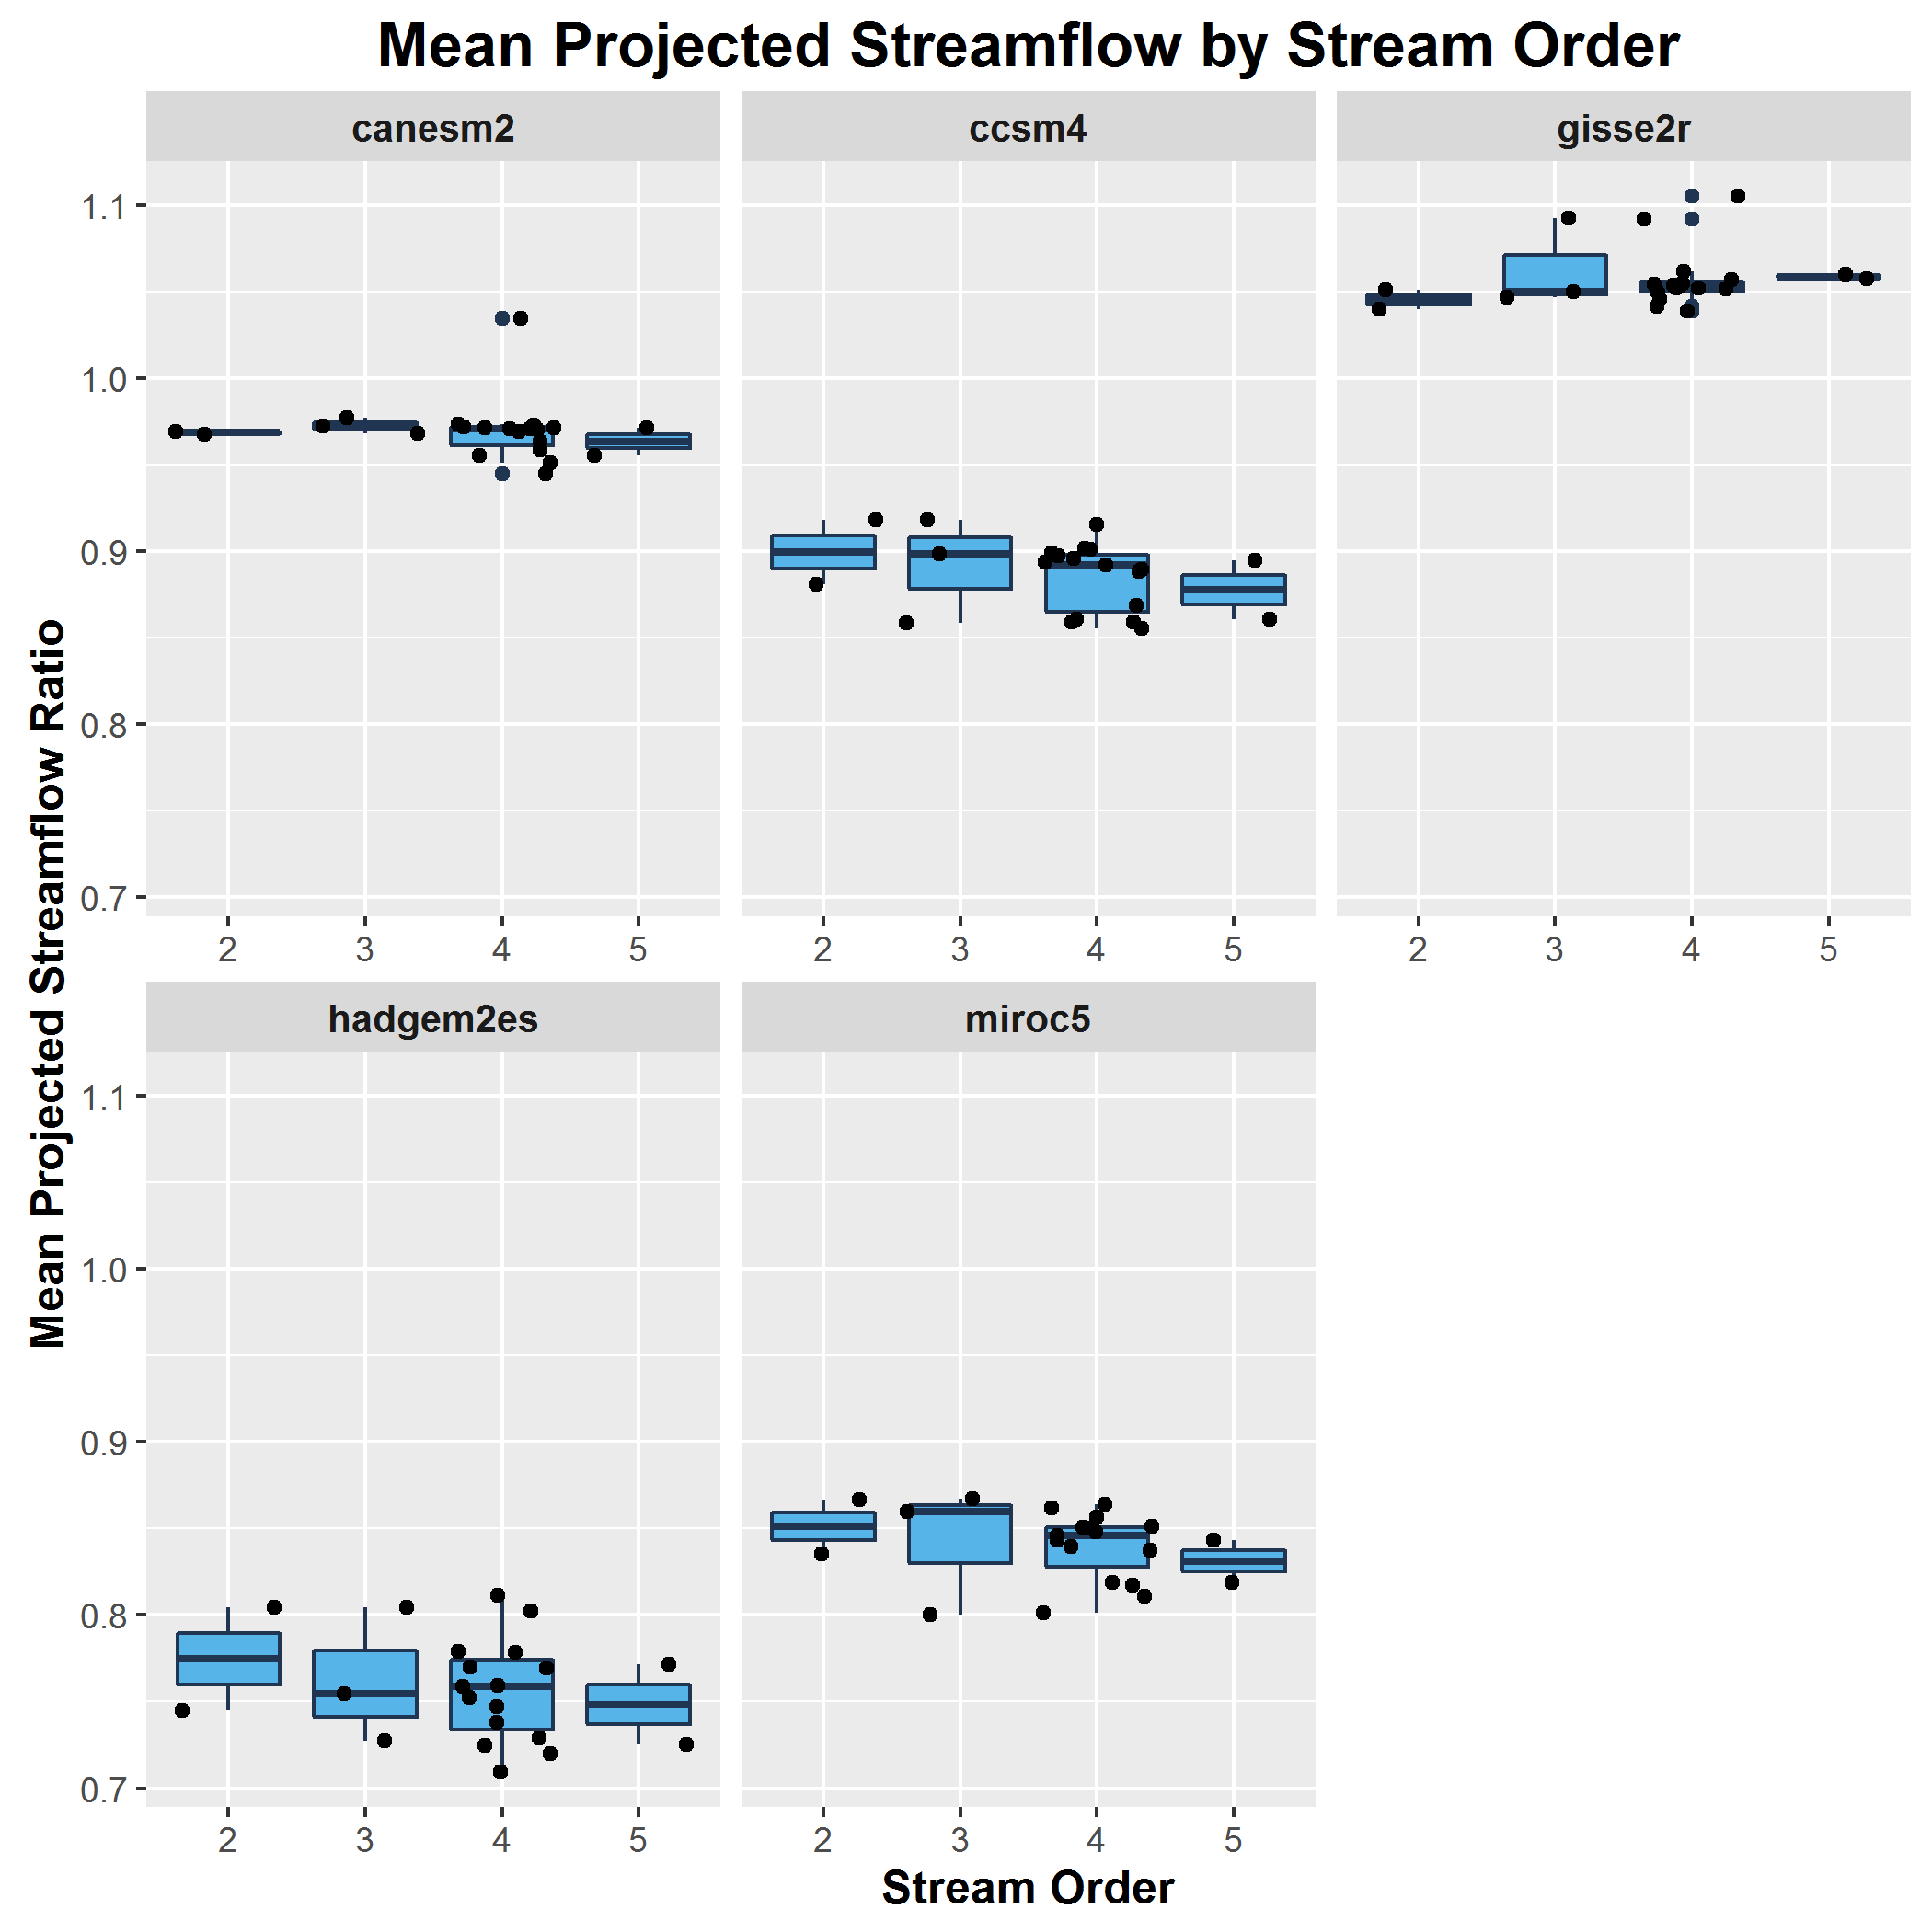 Mean Projected Streamflow by Stream Order
canesm2 ccsm4 gisse2r
1.1
1.0
0.9
0.8
0.7
2 3 4 5 2 3 4 5 2 3 4 5
hadgem2es miroc5
1.1
1.0
0.9
0.8
0.7
2 3 4 5 2 3 4 5
Mean Projected Streamflow Ratio
Stream Order